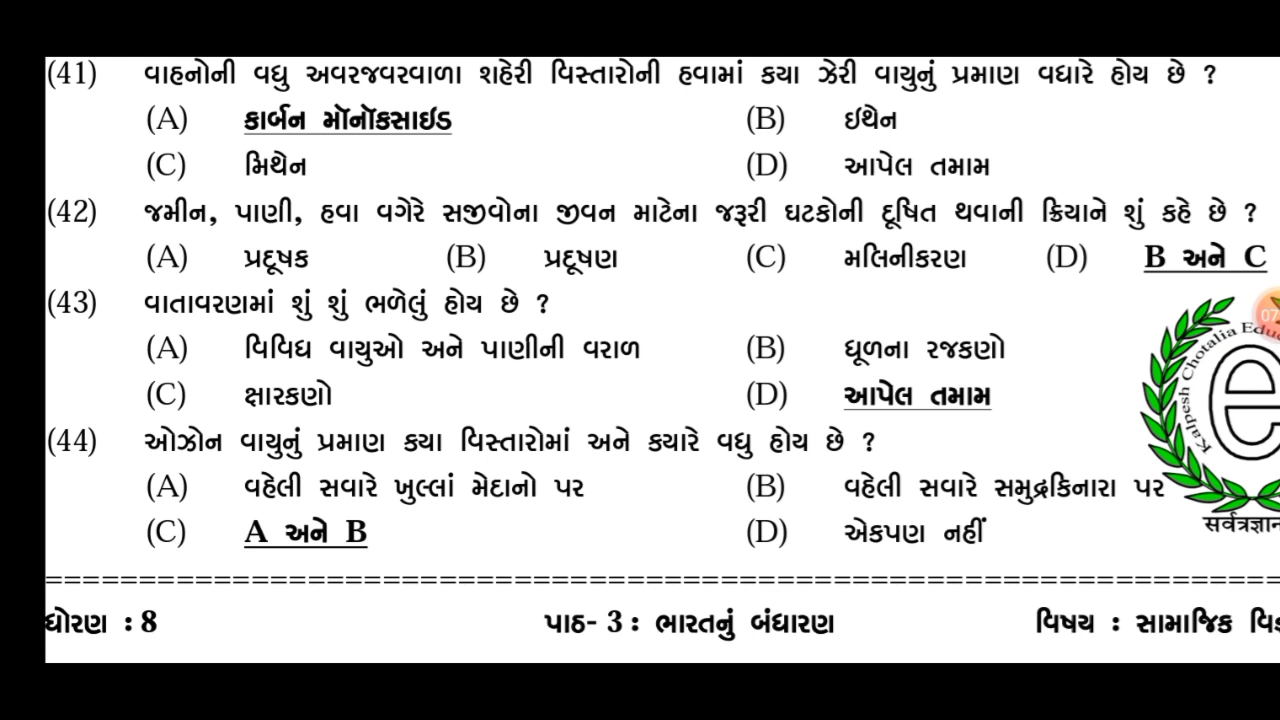 (41) વાહનોની વધુ અવરજવરવાળા શહેરી વિસ્તારોની હવામાં કયા ઝેરી વાયુનું પ્રમાણ વધારે હોય છે ?
(A) કાર્બન મૉનૉકસાઇડ (B) ઇથેન
(C) મિથેન (D) આપેલ તમામ
(42) જમીન, પાણી, હવા વગેરે સજીવોના જીવન માટેના જરૂરી ઘટકોની દૂષિત થવાની ક્રિયાને શું કહે છે ?
(A) પ્રદૂષક (B) પ્રદૂષણ (C) મલિનીકરણ (D) B અને C
(43) વાતાવરણમાં શું શું ભળેલું હોય છે ?
(A) વિવિધ વાયુઓ અને પાણીની વરાળ (B) ધૂળના રજકણો
(C) ક્ષારકણો (D) આપેલ તમામ
(44) ઓઝોન વાયુનું પ્રમાણ કયા વિસ્તારોમાં અને કયારે વધુ હોય છે ?
(A) વહેલી સવારે ખુલ્લાં મેદાનો પર (B) વહેલી સવારે સમુદ્રકિનારા પર
(C) A અને B (D) એકપણ નહીં
Kalpesh Chotalia
e
07
ધોરણ : 8 પાઠ- 3 : ભારતનું બંધારણ વિષય : સામાજિક